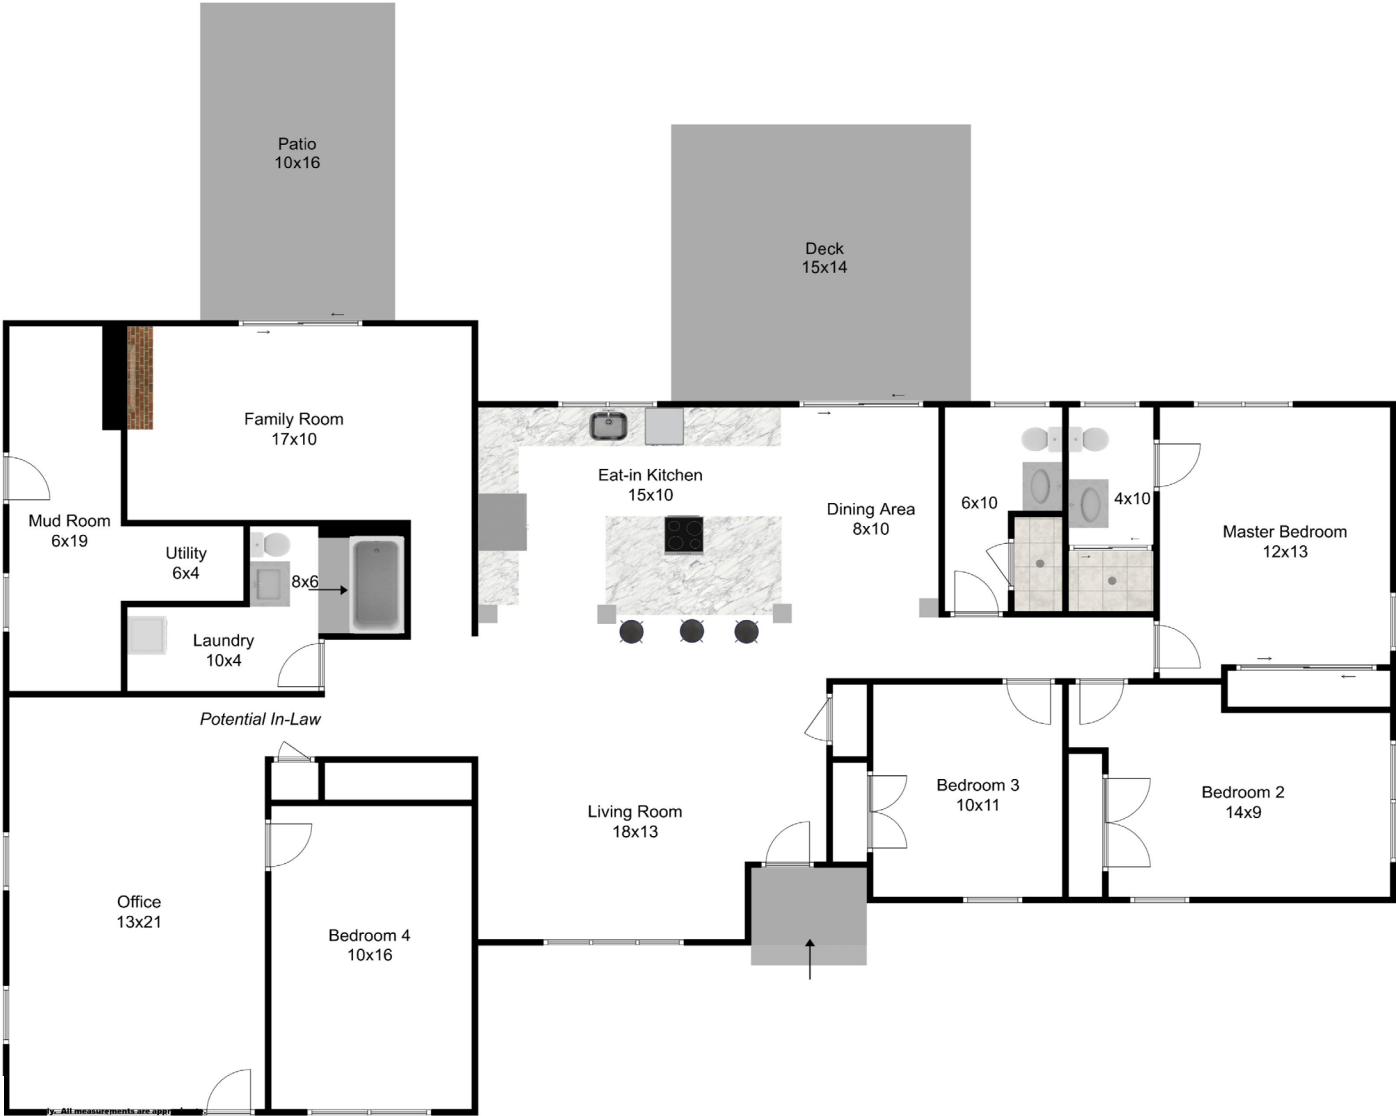 Patio
10x16
Deck
15x14
Family Room
17x10
Eat-in Kitchen
15x10
Dining Area
8x10
6x10
4x10
Master Bedroom
12x13
Mud Room
6x19
Utility
6x4
8x6
Laundry
10x4
Potential In-Law
Living Room
18x13
Bedroom 3
10x11
Bedroom 2
14x9
Office
13x21
Bedroom 4
10x16
All measurements are